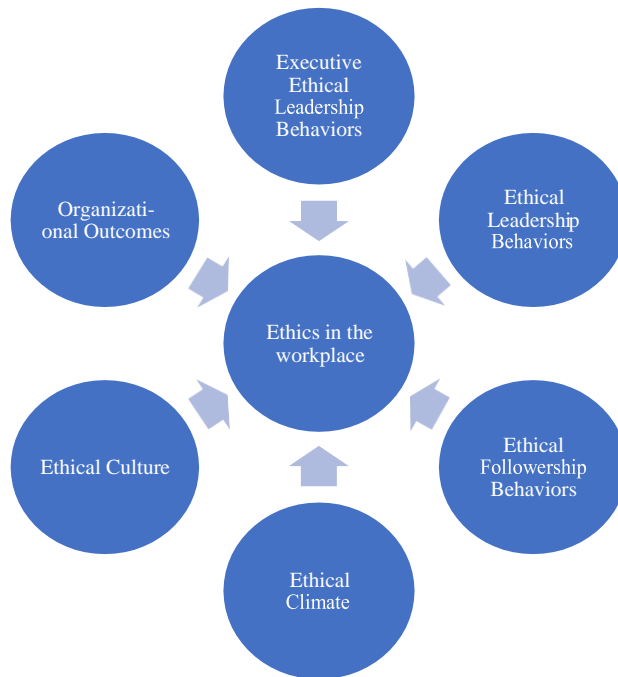 Executive
Ethical
Leadership
Behaviors
Ethical
Leadership
Behaviors
Organizati-
onal Outcomes
Ethics in the
workplace
Ethical
Followership
Behaviors
Ethical Culture
Ethical
Climate